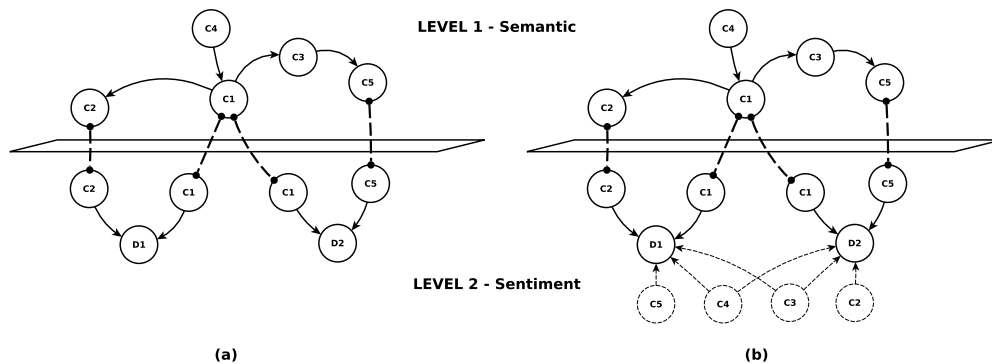 LEVEL 1 - Semantic
C4
C3
C5
C1
C2
C2
C1
C1
C5
D1
D2
C4
C3
C5
C1
C2
C2
C1
C1
C5
D1
D2
C5
C4
C3
C2
LEVEL 2 - Sentiment
(a)
(b)